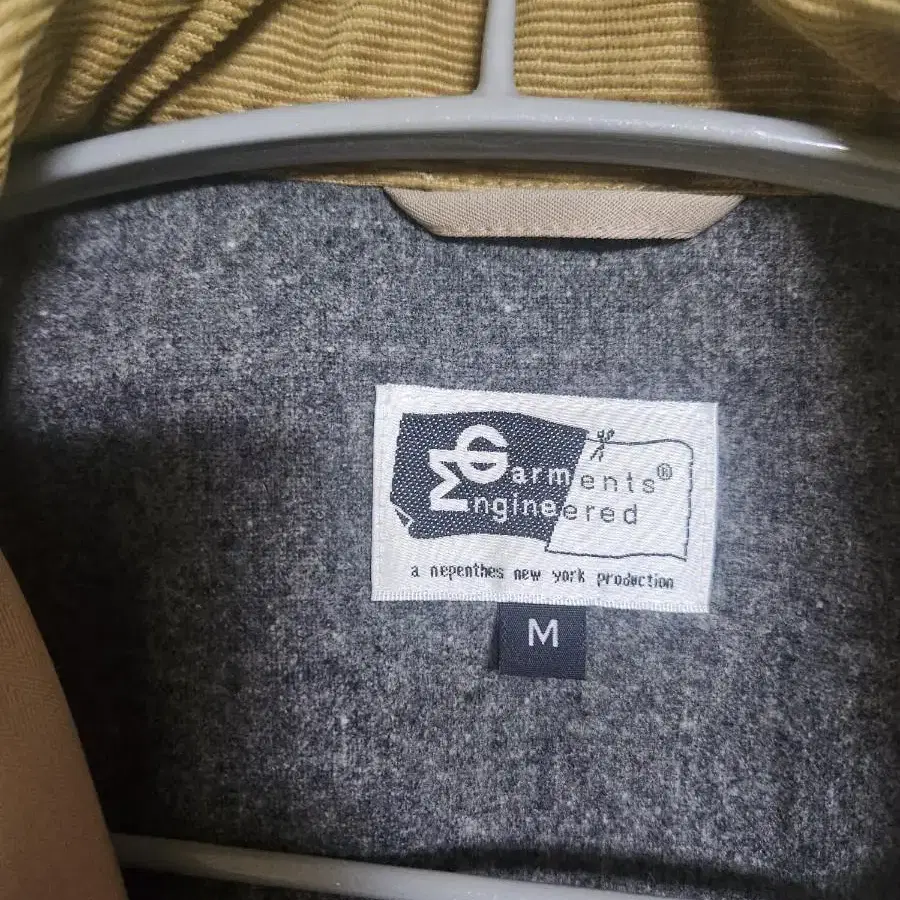 Garments®
Engineered
a nepenthes new york production
M